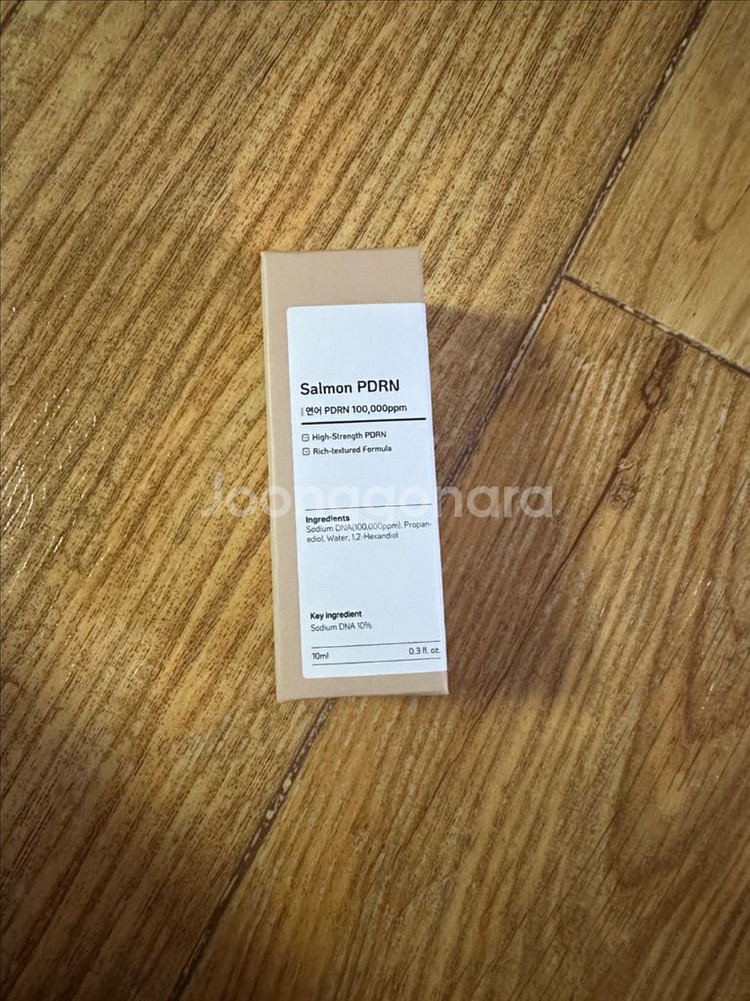 Salmon PDRN
연어 PDRN 100,000ppm
High-Strength PDRN
Rich-textured Formula
Joonggonara
Ingredients
Sodium DNA(100,000ppm), Propan-
ediol, Water, 1,2-Hexandiol
Key ingredient
Sodium DNA 10%
10ml 0.3 fl. oz.